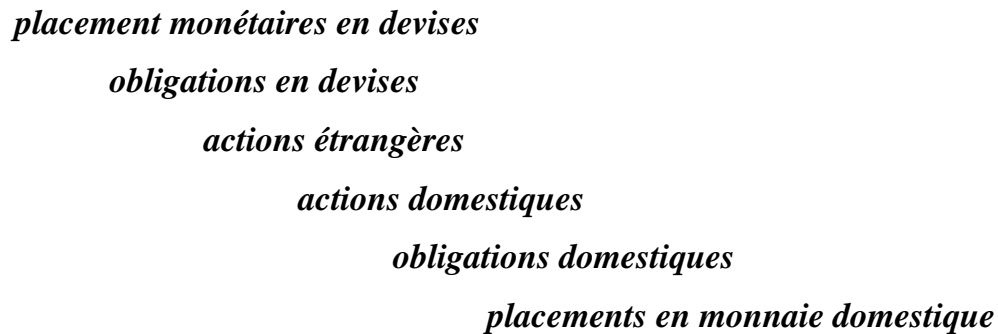 placement monétaires en devises
obligations en devises
actions étrangères
actions domestiques
obligations domestiques
placements en monnaie domestique